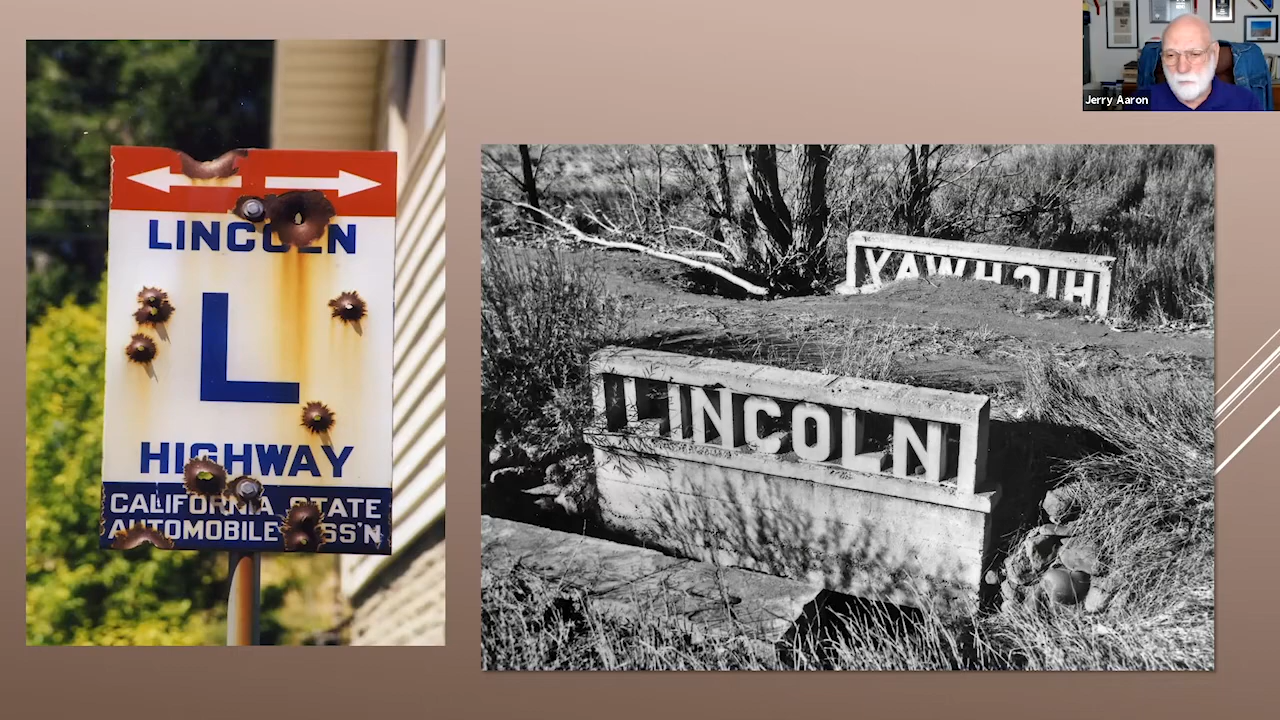 Jerry Aaron
LINCOLN
L
HIGHWAY
CALIFORNIA STATE
AUTOMOBILE ASS'N
HIGHWAY
LINCOLN